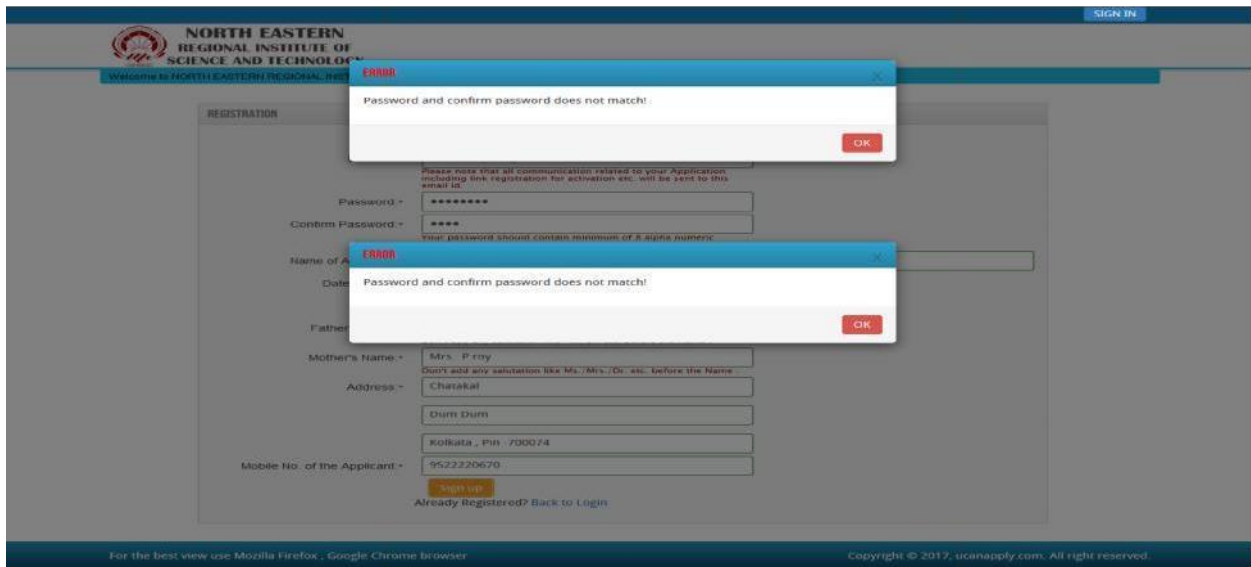 SIGN IN
NORTH EASTERN
REGIONAL INSTITUTE OF
SCIENCE AND TECHNOLOGY
Welcome to NORTH EASTERN REGIONAL INST
ERROR
Password and confirm password does not match!
OK
REGISTRATION
Please note that all communication related to your Application
including link registration for activation etc. will be sent to this
email id.
Password:*
••••••••
Confirm Password:*
••••
Your password should contain minimum of 8 alpha numeric
ERROR
Password and confirm password does not match!
OK
Name of A
Date
Father
Mother's Name:*
Mrs. P roy
Don't add any salutation like Ms./Mrs./Dr. etc. before the Name
Address:*
Chatakal
Dum Dum
Kolkata , Pin -700074
Mobile No. of the Applicant:*
9522220670
Sign up
Already Registered? Back to Login
For the best view use Mozilla Firefox , Google Chrome browser
Copyright © 2017, ucanapply.com. All right reserved.